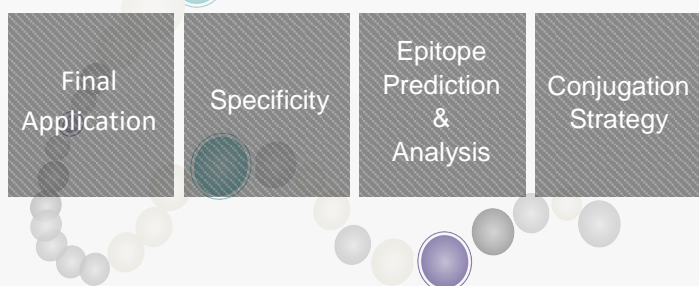 Final
Application
Specificity
Epitope
Prediction
&
Analysis
Conjugation
Strategy